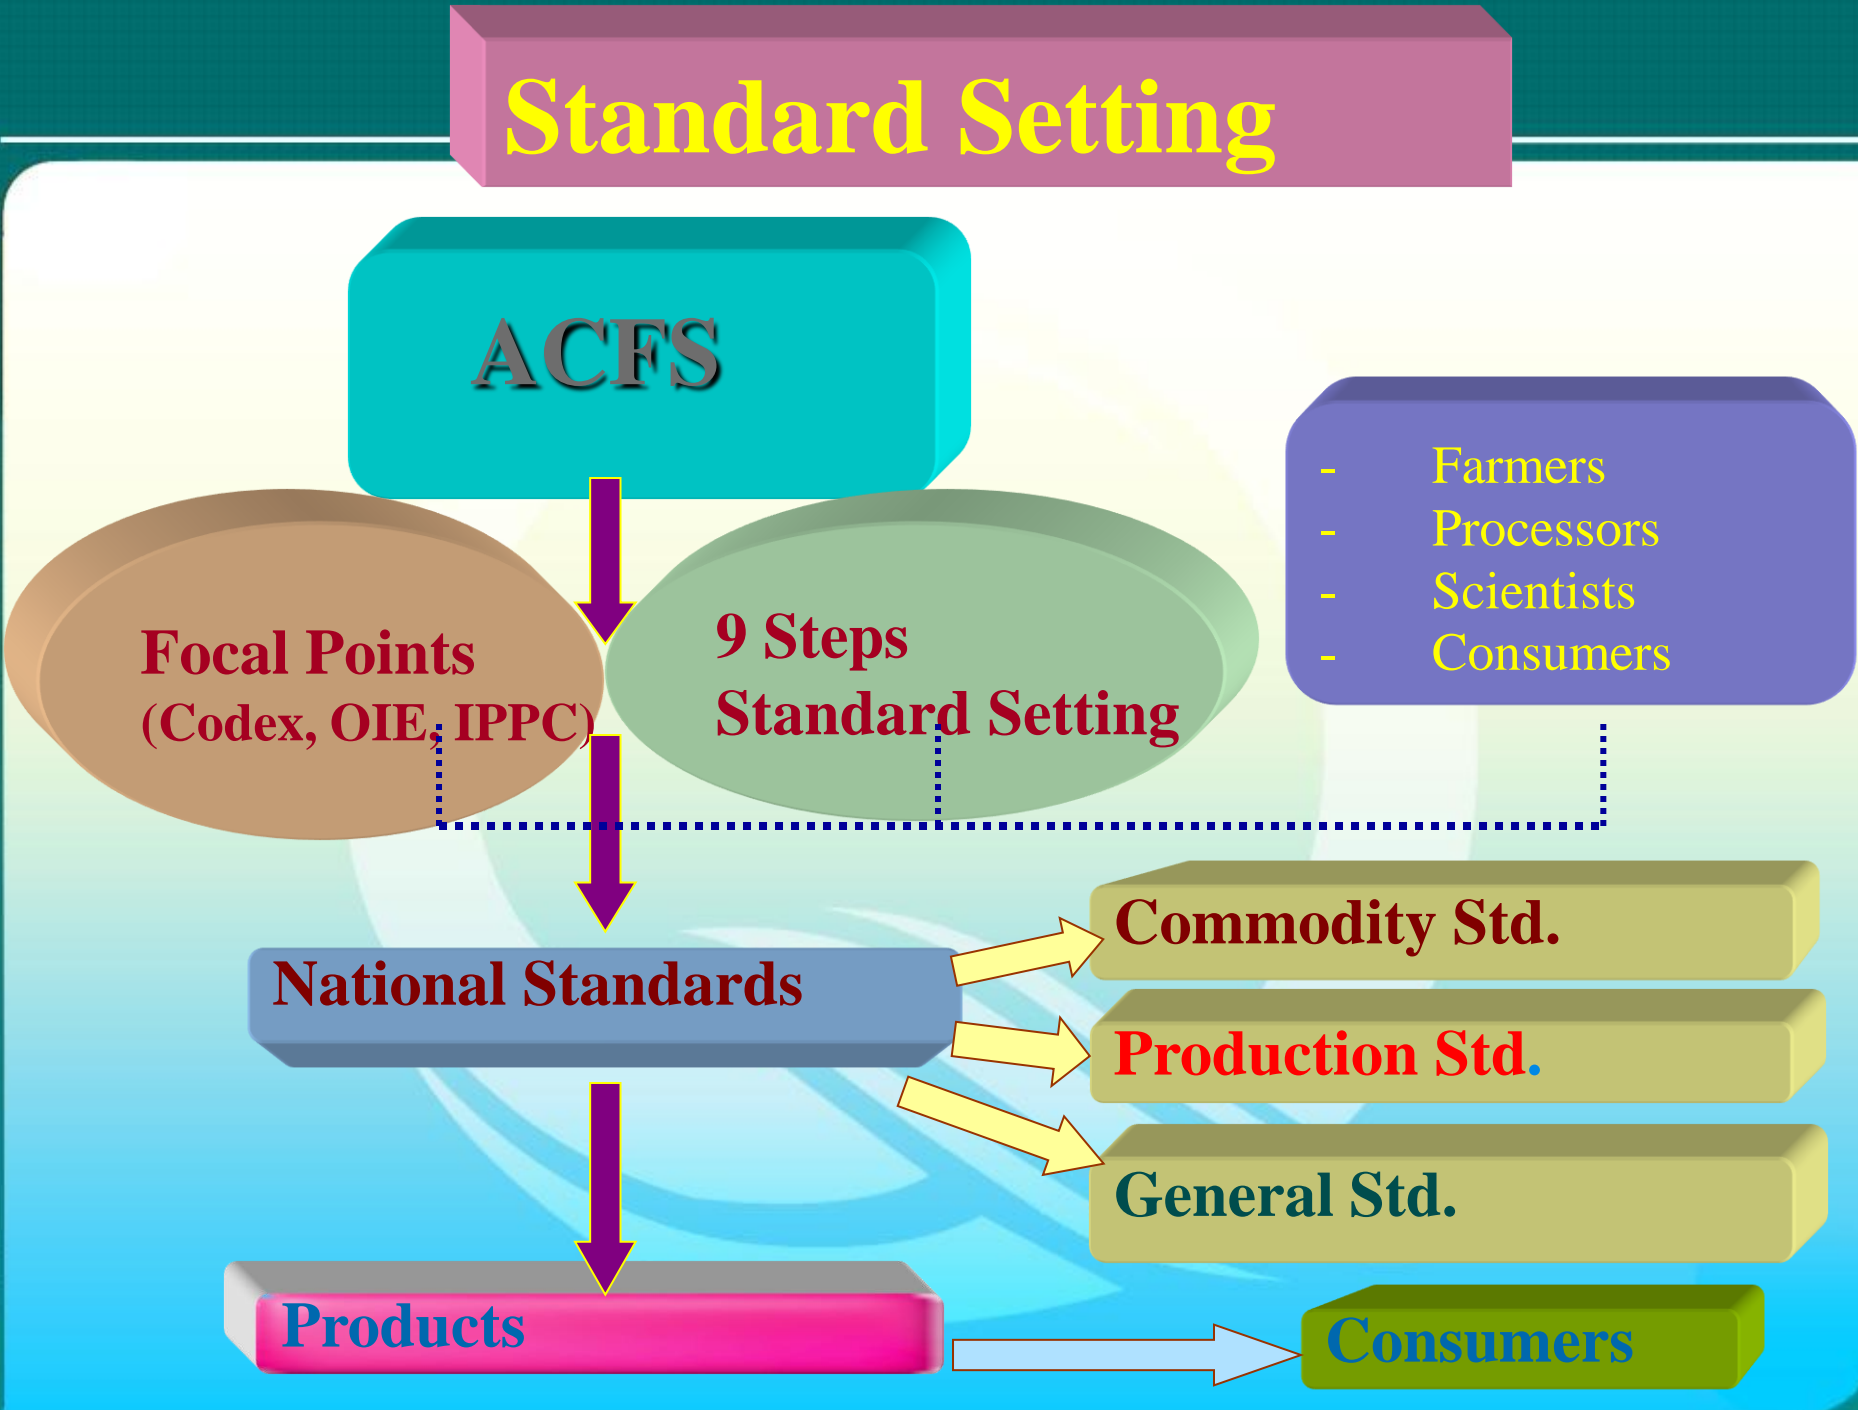 Standard Setting
ACFS
- Farmers
- Processors
- Scientists
- Consumers
Focal Points
(Codex, OIE, IPPC)
9 Steps
Standard Setting
National Standards
Commodity Std.
Production Std.
General Std.
Products
Consumers